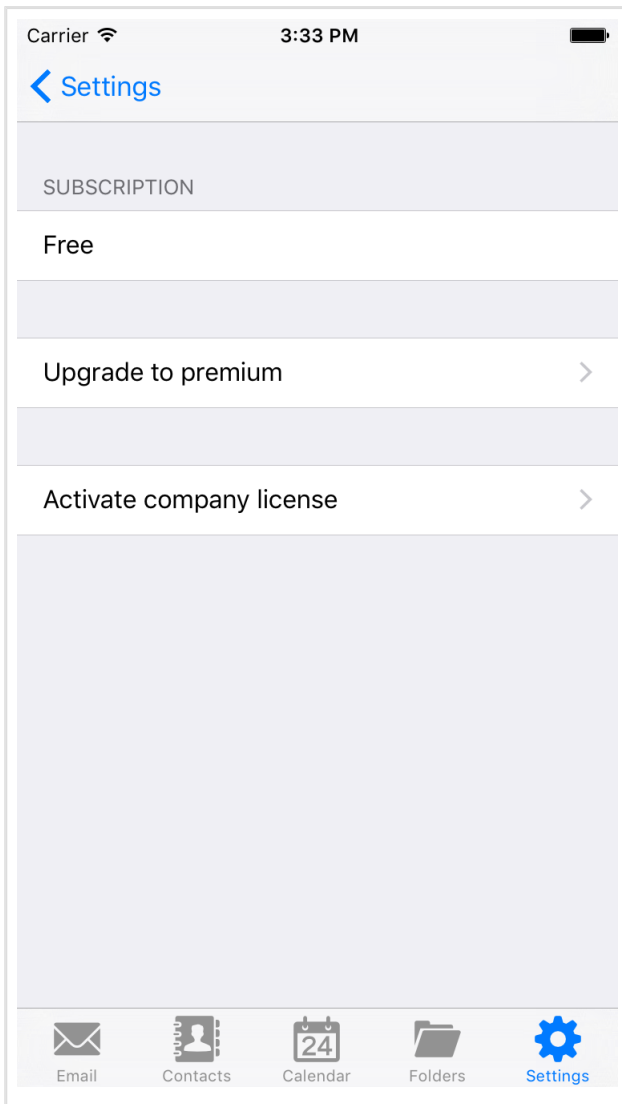 Carrier 3:33 PM
Settings
SUBSCRIPTION
Free
Upgrade to premium
Activate company license
24
Email Contacts Calendar Folders Settings